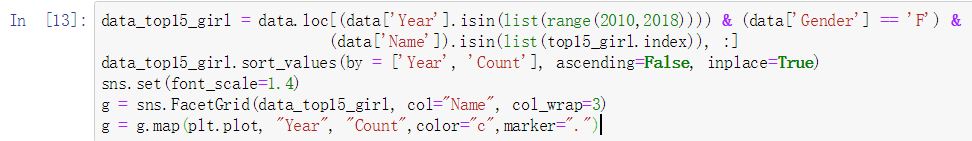 In [13]: data_top15_girl = data.loc[(data['Year'].isin(list(range(2010,2018)))) & (data['Gender'] == 'F') &
(data['Name']).isin(list(top15_girl.index)), :]
data_top15_girl.sort_values(by = ['Year', 'Count'], ascending=False, inplace=True)
sns.set(font_scale=1.4)
g = sns.FacetGrid(data_top15_girl, col="Name", col_wrap=3)
g = g.map(plt.plot, "Year", "Count",color="c",marker=".")